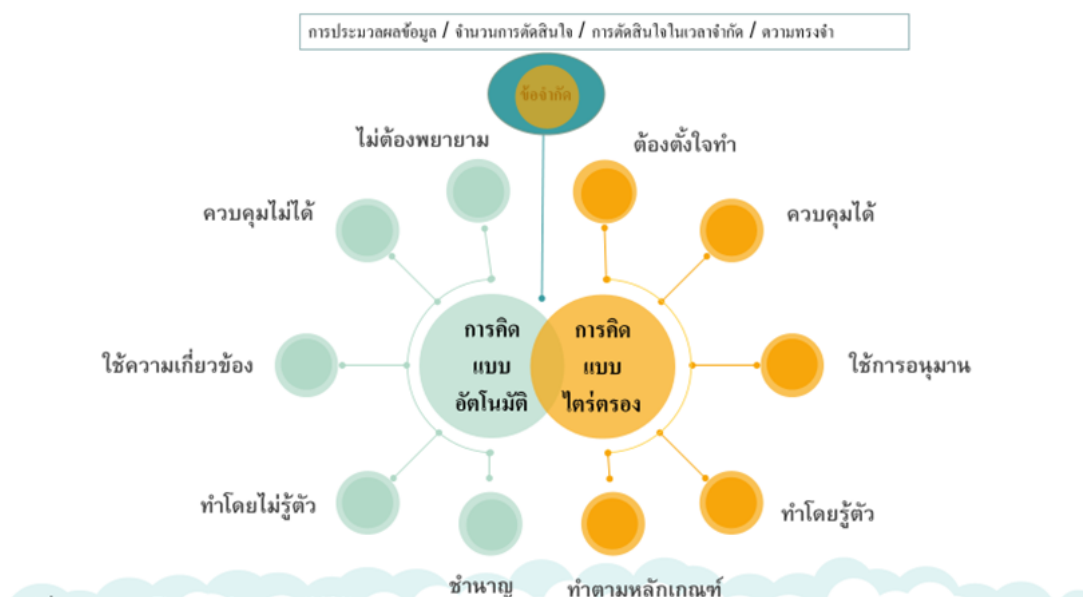 การประมวลผลข้อมูล / จำนวนการตัดสินใจ / การตัดสินใจในเวลาจำกัด / ความทรงจำ
ข้อจำกัด
ไม่ต้องพยายาม
ต้องตั้งใจทำ
ควบคุมไม่ได้
ควบคุมได้
การคิด
แบบ
อัตโนมัติ
การคิด
แบบ
ไตร่ตรอง
ใช้ความเกี่ยวข้อง
ใช้การอนุมาน
ทำโดยไม่รู้ตัว
ทำโดยรู้ตัว
ชำนาญ
ทำตามหลักเกณฑ์